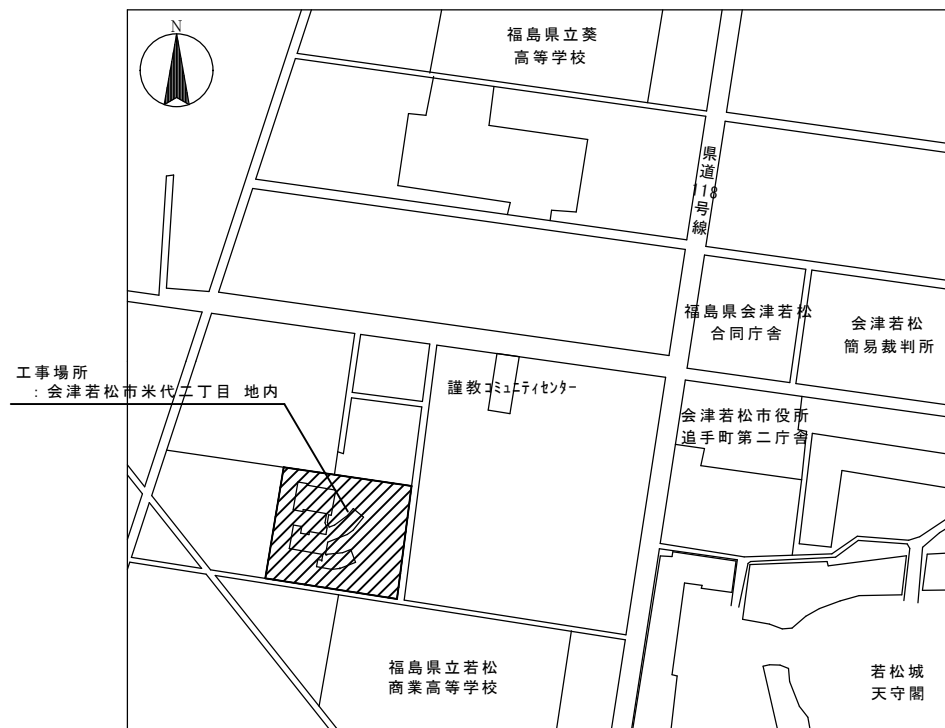 N
福島県立葵
高等学校
県道118号線
福島県会津若松
合同庁舎
会津若松
簡易裁判所
工事場所
：会津若松市米代二丁目 地内
謹教コミュニティセンター
会津若松市役所
追手町第二庁舎
福島県立若松
商業高等学校
若松城
天守閣